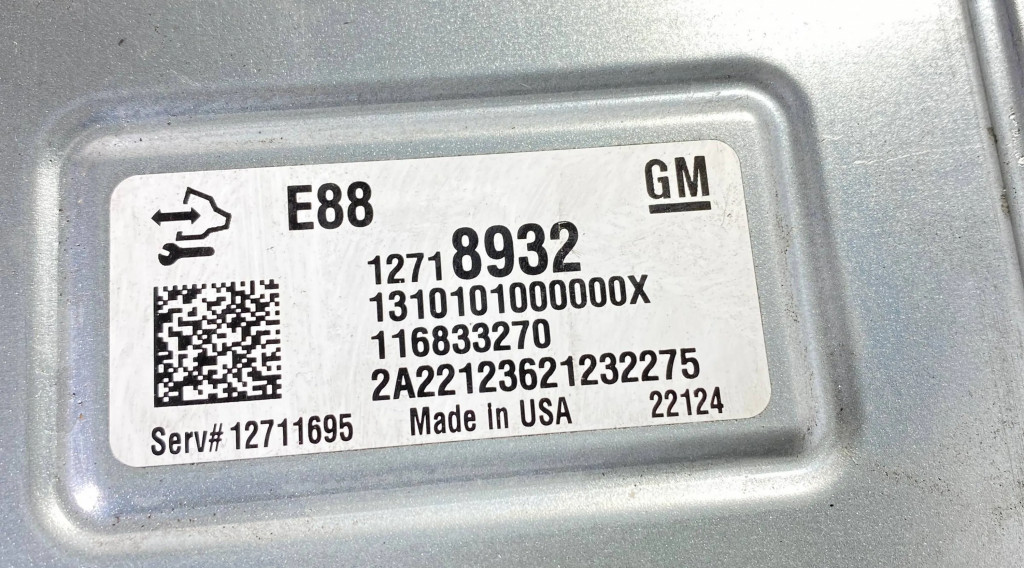 E88 GM
12718932
1310101000000X
116833270
2A22123621232275
Serv# 12711695 Made in USA 22124